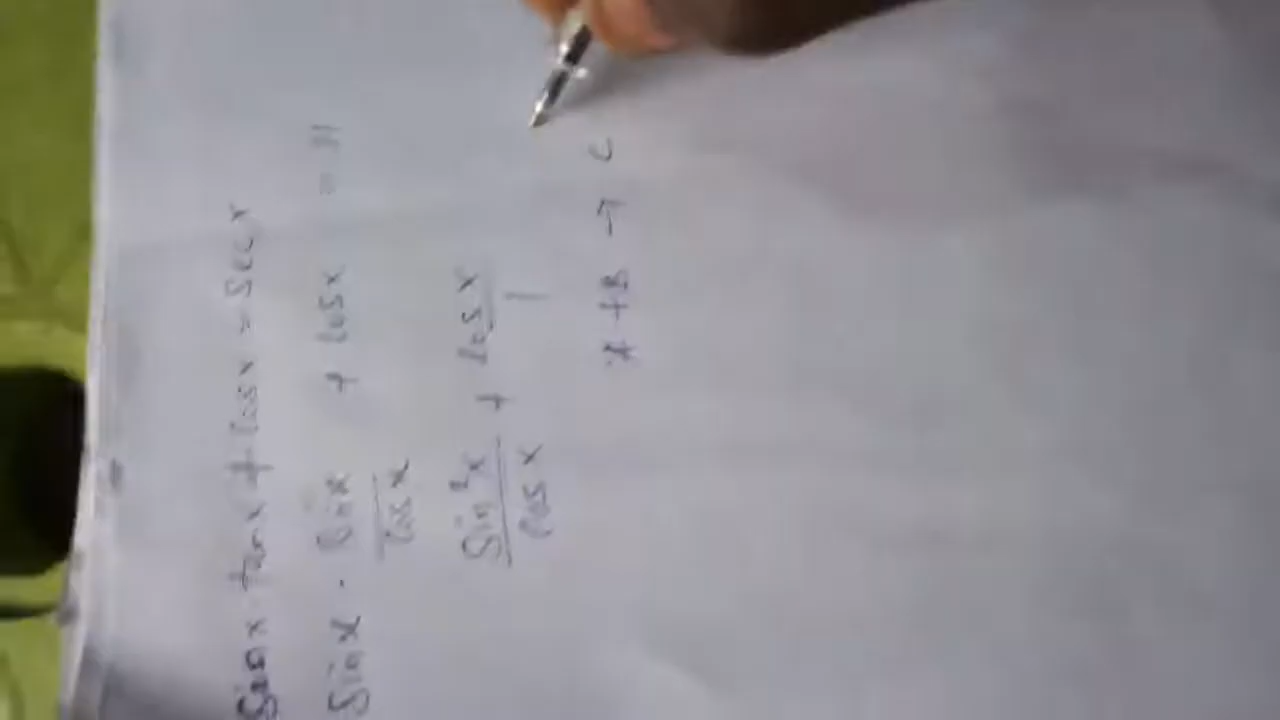 Sinx . tanx + Cosx = Secx
Sinx . Sinx/Cosx + Cosx =
Sin²x/Cosx + Cosx/1